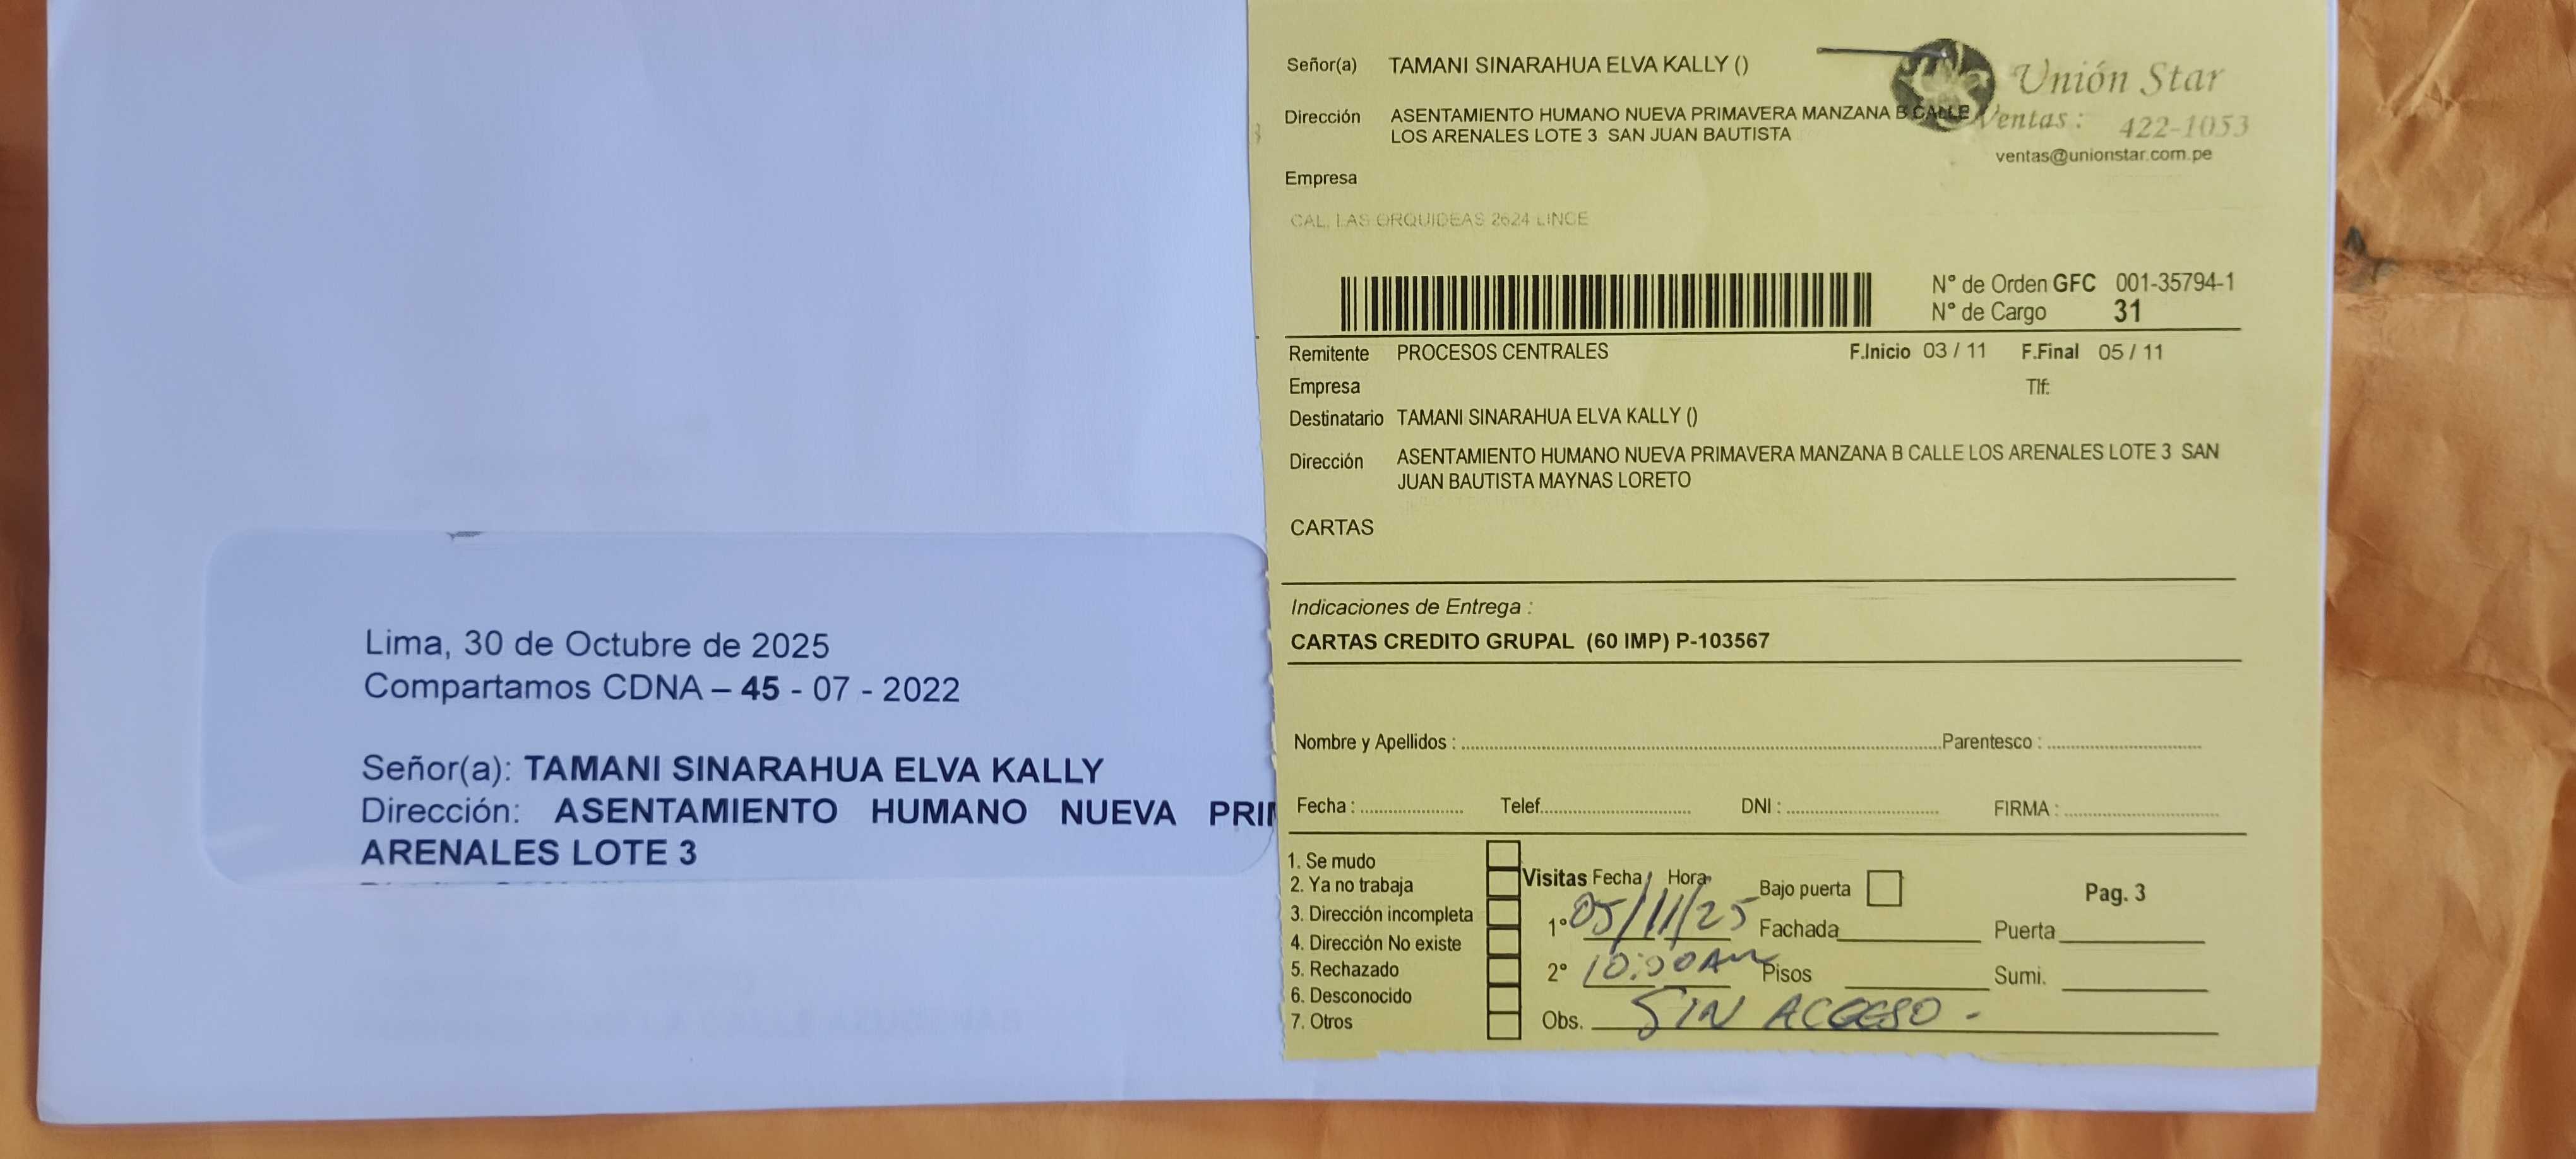 Lima, 30 de Octubre de 2025
Compartamos CDNA – 45 - 07 - 2022
Señor(a): TAMANI SINARAHUA ELVA KALLY
Dirección: ASENTAMIENTO HUMANO NUEVA PRI
ARENALES LOTE 3
Señor(a) TAMANI SINARAHUA ELVA KALLY ()
Unión Star
Dirección ASENTAMIENTO HUMANO NUEVA PRIMAVERA MANZANA B CALLE
LOS ARENALES LOTE 3 SAN JUAN BAUTISTA
Ventas : 422-1053
ventas@unionstar.com.pe
Empresa
CAL. LAS ORQUIDEAS 2624 LINCE
N° de Orden GFC 001-35794-1
N° de Cargo 31
Remitente PROCESOS CENTRALES F.Inicio 03 / 11 F.Final 05 / 11
Empresa Tlf:
Destinatario TAMANI SINARAHUA ELVA KALLY ()
Dirección ASENTAMIENTO HUMANO NUEVA PRIMAVERA MANZANA B CALLE LOS ARENALES LOTE 3 SAN
JUAN BAUTISTA MAYNAS LORETO
CARTAS
Indicaciones de Entrega :
CARTAS CREDITO GRUPAL (60 IMP) P-103567
Nombre y Apellidos : Parentesco :
Fecha : Telef. DNI : FIRMA :
1. Se mudo
2. Ya no trabaja
3. Dirección incompleta
4. Dirección No existe
5. Rechazado
6. Desconocido
7. Otros
Visitas Fecha Hora Bajo puerta Pag. 3
1° 05/11/25 Fachada Puerta
2° 10:00AM Pisos Sumi.
Obs. SIN ACCESO -